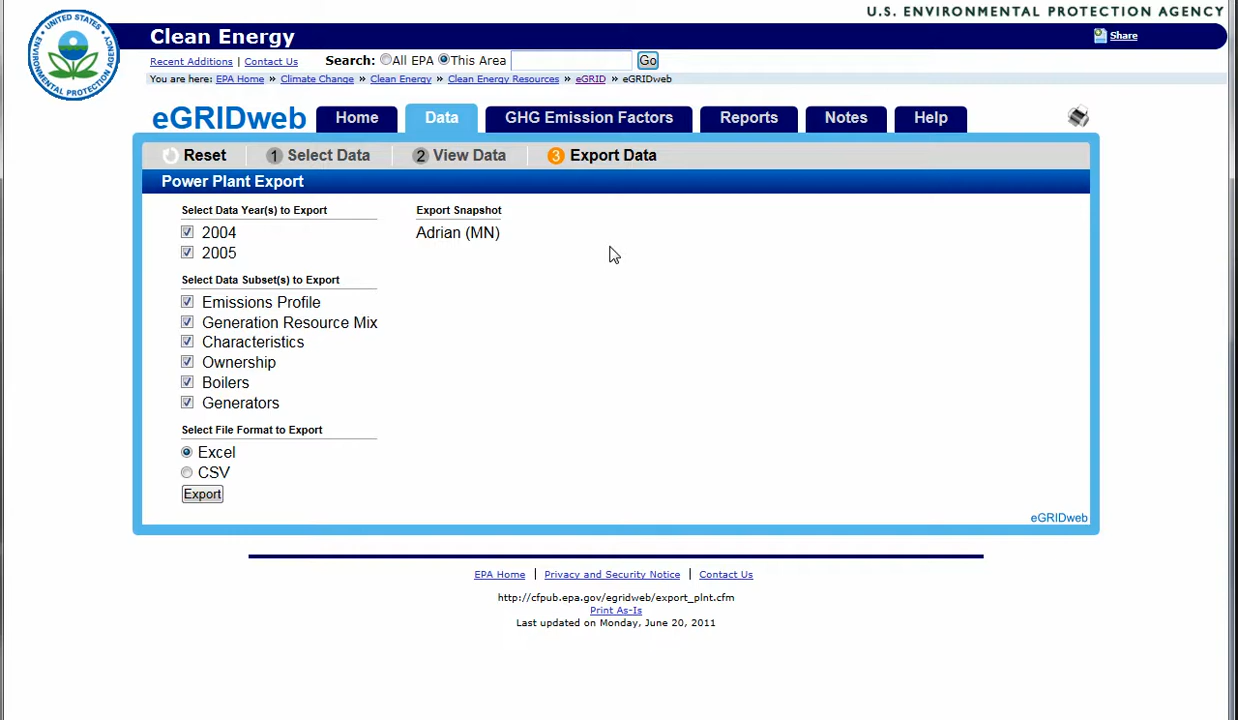 U.S. ENVIRONMENTAL PROTECTION AGENCY
Clean Energy
Share
Recent Additions | Contact Us Search: All EPA This Area Go
You are here: EPA Home » Climate Change » Clean Energy » Clean Energy Resources » eGRID » eGRIDweb
eGRIDweb Home Data GHG Emission Factors Reports Notes Help
Reset 1 Select Data 2 View Data 3 Export Data
Power Plant Export
Select Data Year(s) to Export
2004
2005
Select Data Subset(s) to Export
Emissions Profile
Generation Resource Mix
Characteristics
Ownership
Boilers
Generators
Select File Format to Export
Excel
CSV
Export
Export Snapshot
Adrian (MN)
eGRIDweb
EPA Home | Privacy and Security Notice | Contact Us
http://cfpub.epa.gov/egridweb/export_plnt.cfm
Print As-Is
Last updated on Monday, June 20, 2011